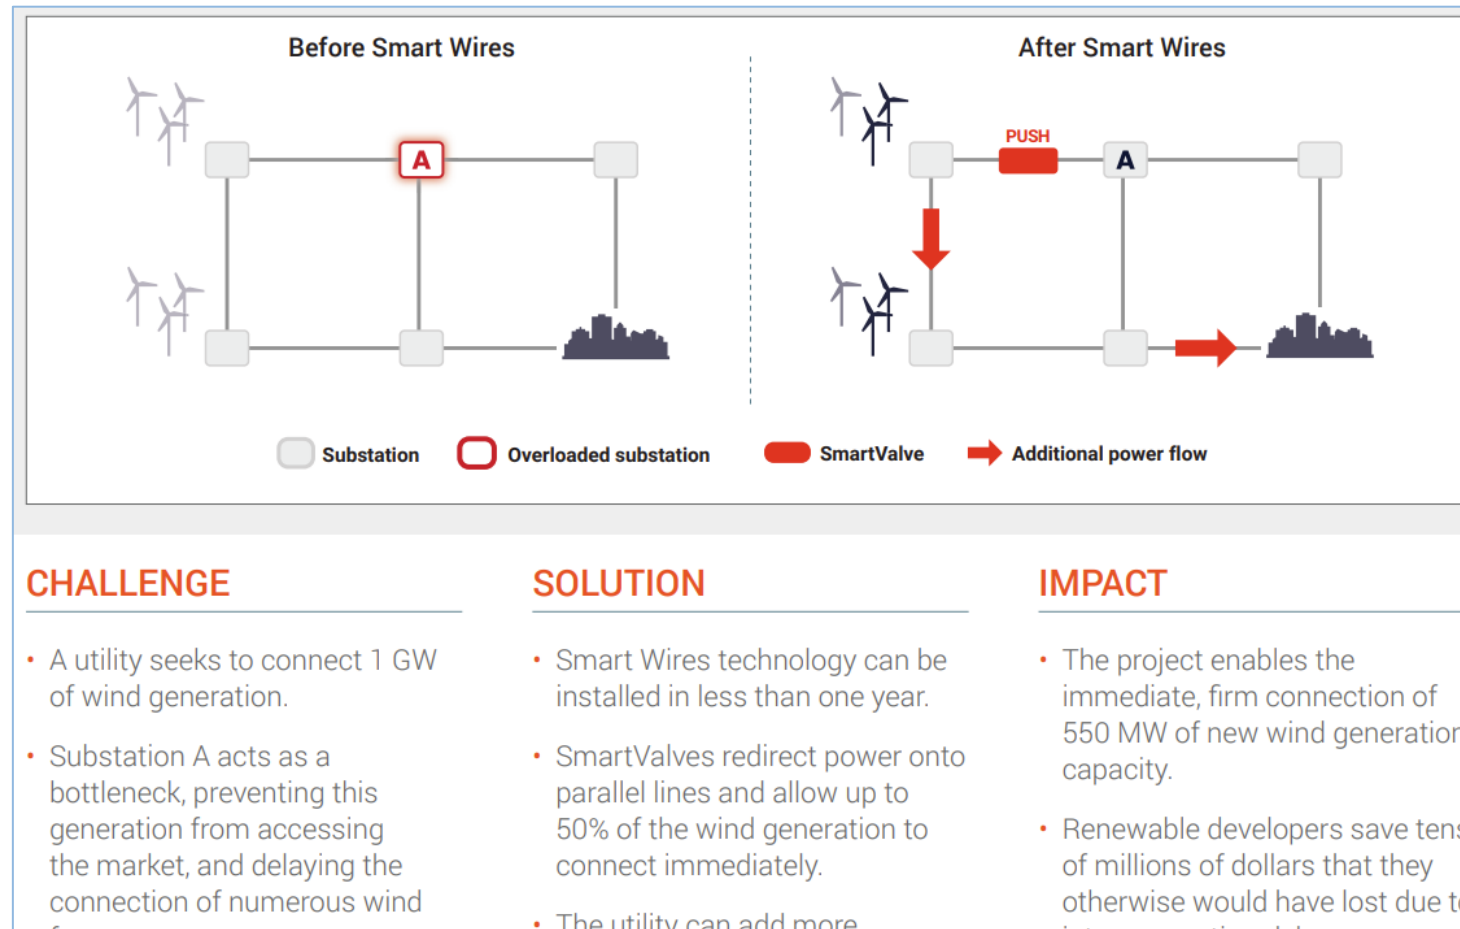 Before Smart Wires
After Smart Wires
PUSH
A
A
Substation
Overloaded substation
SmartValve
Additional power flow
CHALLENGE
• A utility seeks to connect 1 GW
of wind generation.
• Substation A acts as a
bottleneck, preventing this
generation from accessing
the market, and delaying the
connection of numerous wind
SOLUTION
• Smart Wires technology can be
installed in less than one year.
• SmartValves redirect power onto
parallel lines and allow up to
50% of the wind generation to
connect immediately.
• The utility can add more
IMPACT
• The project enables the
immediate, firm connection of
550 MW of new wind generation
capacity.
• Renewable developers save tens
of millions of dollars that they
otherwise would have lost due to